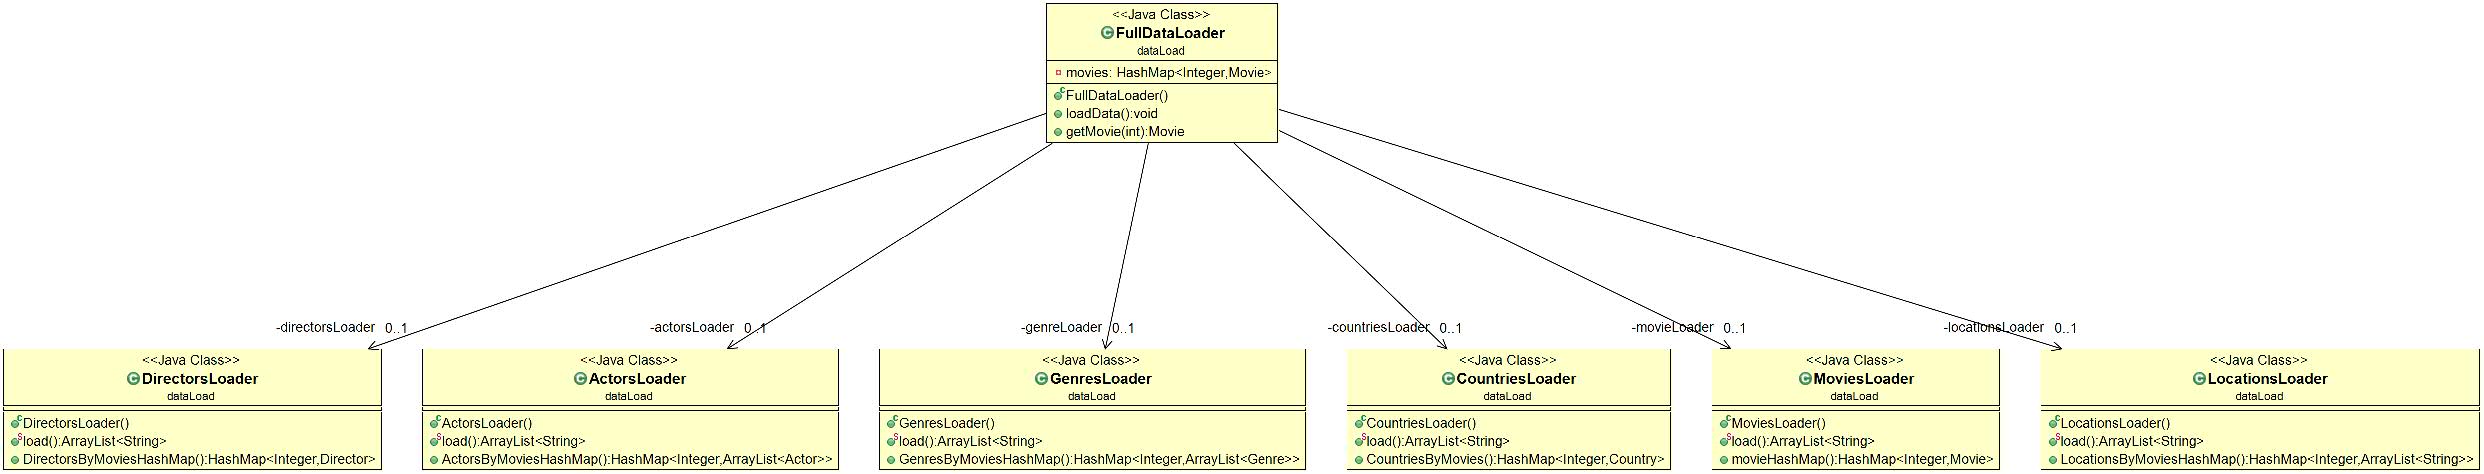 <<Java Class>>
FullDataLoader
dataLoad
movies: HashMap<Integer,Movie>
FullDataLoader()
loadData():void
getMovie(int):Movie
-directorsLoader 0..1
-actorsLoader 0..1
-genreLoader 0..1
-countriesLoader 0..1
-movieLoader 0..1
-locationsLoader 0..1
<<Java Class>>
DirectorsLoader
dataLoad
DirectorsLoader()
load():ArrayList<String>
DirectorsByMoviesHashMap():HashMap<Integer,Director>
<<Java Class>>
ActorsLoader
dataLoad
ActorsLoader()
load():ArrayList<String>
ActorsByMoviesHashMap():HashMap<Integer,ArrayList<Actor>>
<<Java Class>>
GenresLoader
dataLoad
GenresLoader()
load():ArrayList<String>
GenresByMoviesHashMap():HashMap<Integer,ArrayList<Genre>>
<<Java Class>>
CountriesLoader
dataLoad
CountriesLoader()
load():ArrayList<String>
CountriesByMovies():HashMap<Integer,Country>
<<Java Class>>
MoviesLoader
dataLoad
MoviesLoader()
load():ArrayList<String>
movieHashMap():HashMap<Integer,Movie>
<<Java Class>>
LocationsLoader
dataLoad
LocationsLoader()
load():ArrayList<String>
LocationsByMoviesHashMap():HashMap<Integer,ArrayList<String>>